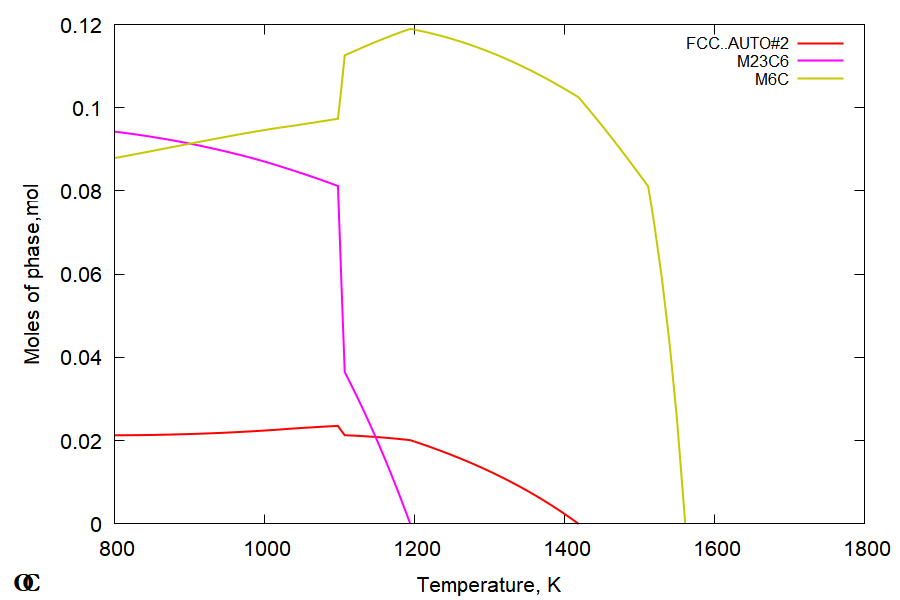 0.12
0.1
0.08
0.06
0.04
0.02
0
Moles of phase,mol
FCC..AUTO#2
M23C6
M6C
800 1000 1200 1400 1600 1800
Temperature, K
OC